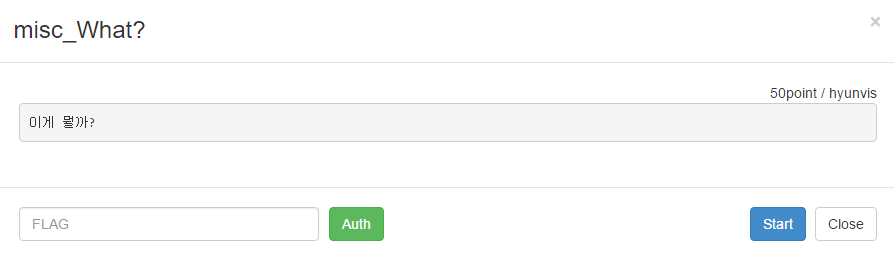 misc_What?
×
50point / hyunvis
이게 뭘까?
FLAG
Auth
Start
Close